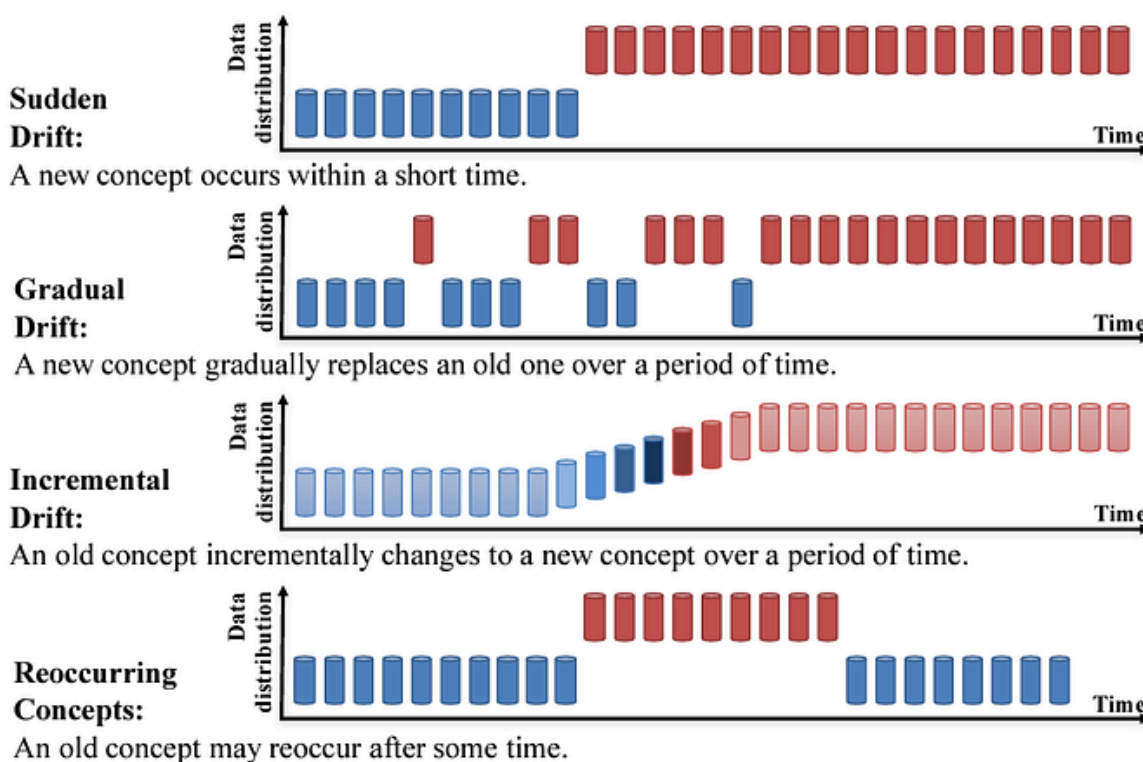 Data
distribution
Sudden
Drift:
Time
A new concept occurs within a short time.
Data
distribution
Gradual
Drift:
Time
A new concept gradually replaces an old one over a period of time.
Data
distribution
Incremental
Drift:
Time
An old concept incrementally changes to a new concept over a period of time.
Data
distribution
Reoccurring
Concepts:
Time
An old concept may reoccur after some time.